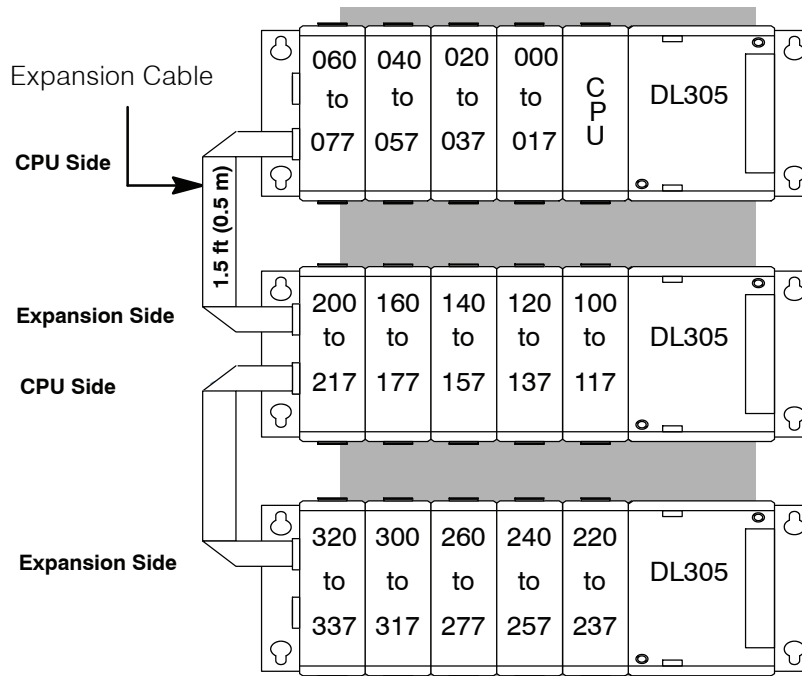 060 040 020 000
to to to to
077 057 037 017
CPU
DL305
Expansion Cable
CPU Side
1.5 ft (0.5 m)
Expansion Side
200 160 140 120 100
to to to to to
217 177 157 137 117
DL305
CPU Side
Expansion Side
320 300 260 240 220
to to to to to
337 317 277 257 237
DL305